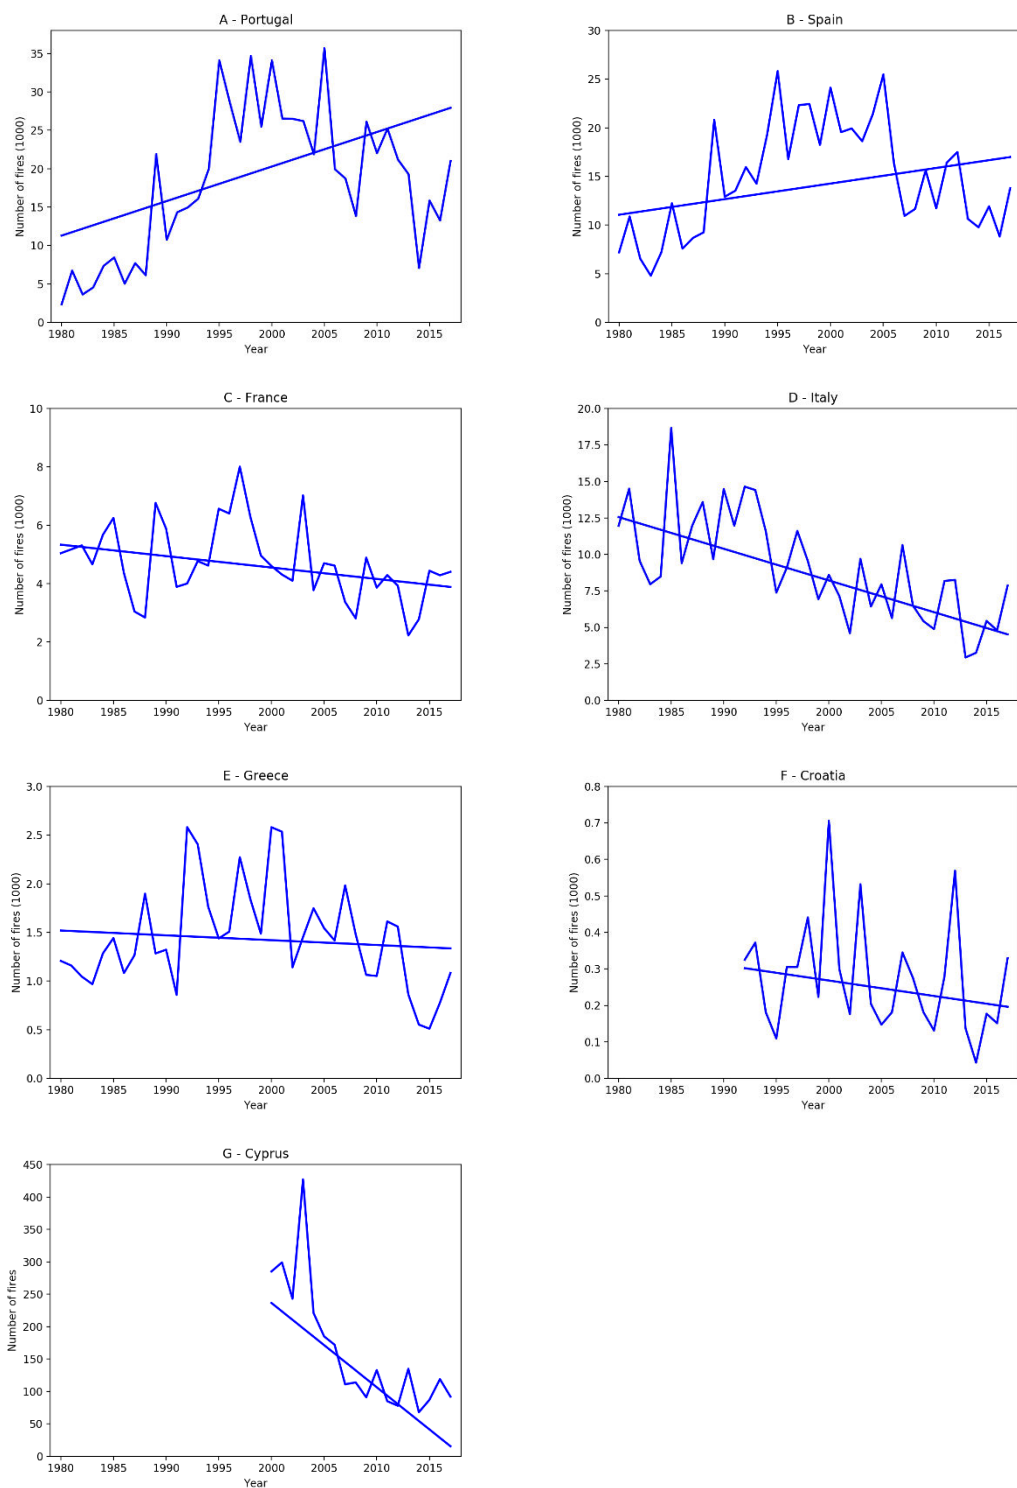 A - Portugal
Number of fires (1000)
35
30
25
20
15
10
5
0
1980 1985 1990 1995 2000 2005 2010 2015
Year
B - Spain
Number of fires (1000)
30
25
20
15
10
5
0
1980 1985 1990 1995 2000 2005 2010 2015
Year
C - France
Number of fires (1000)
10
8
6
4
2
0
1980 1985 1990 1995 2000 2005 2010 2015
Year
D - Italy
Number of fires (1000)
20.0
17.5
15.0
12.5
10.0
7.5
5.0
2.5
0.0
1980 1985 1990 1995 2000 2005 2010 2015
Year
E - Greece
Number of fires (1000)
3.0
2.5
2.0
1.5
1.0
0.5
0.0
1980 1985 1990 1995 2000 2005 2010 2015
Year
F - Croatia
Number of fires (1000)
0.8
0.7
0.6
0.5
0.4
0.3
0.2
0.1
0.0
1980 1985 1990 1995 2000 2005 2010 2015
Year
G - Cyprus
Number of fires
450
400
350
300
250
200
150
100
50
0
1980 1985 1990 1995 2000 2005 2010 2015
Year